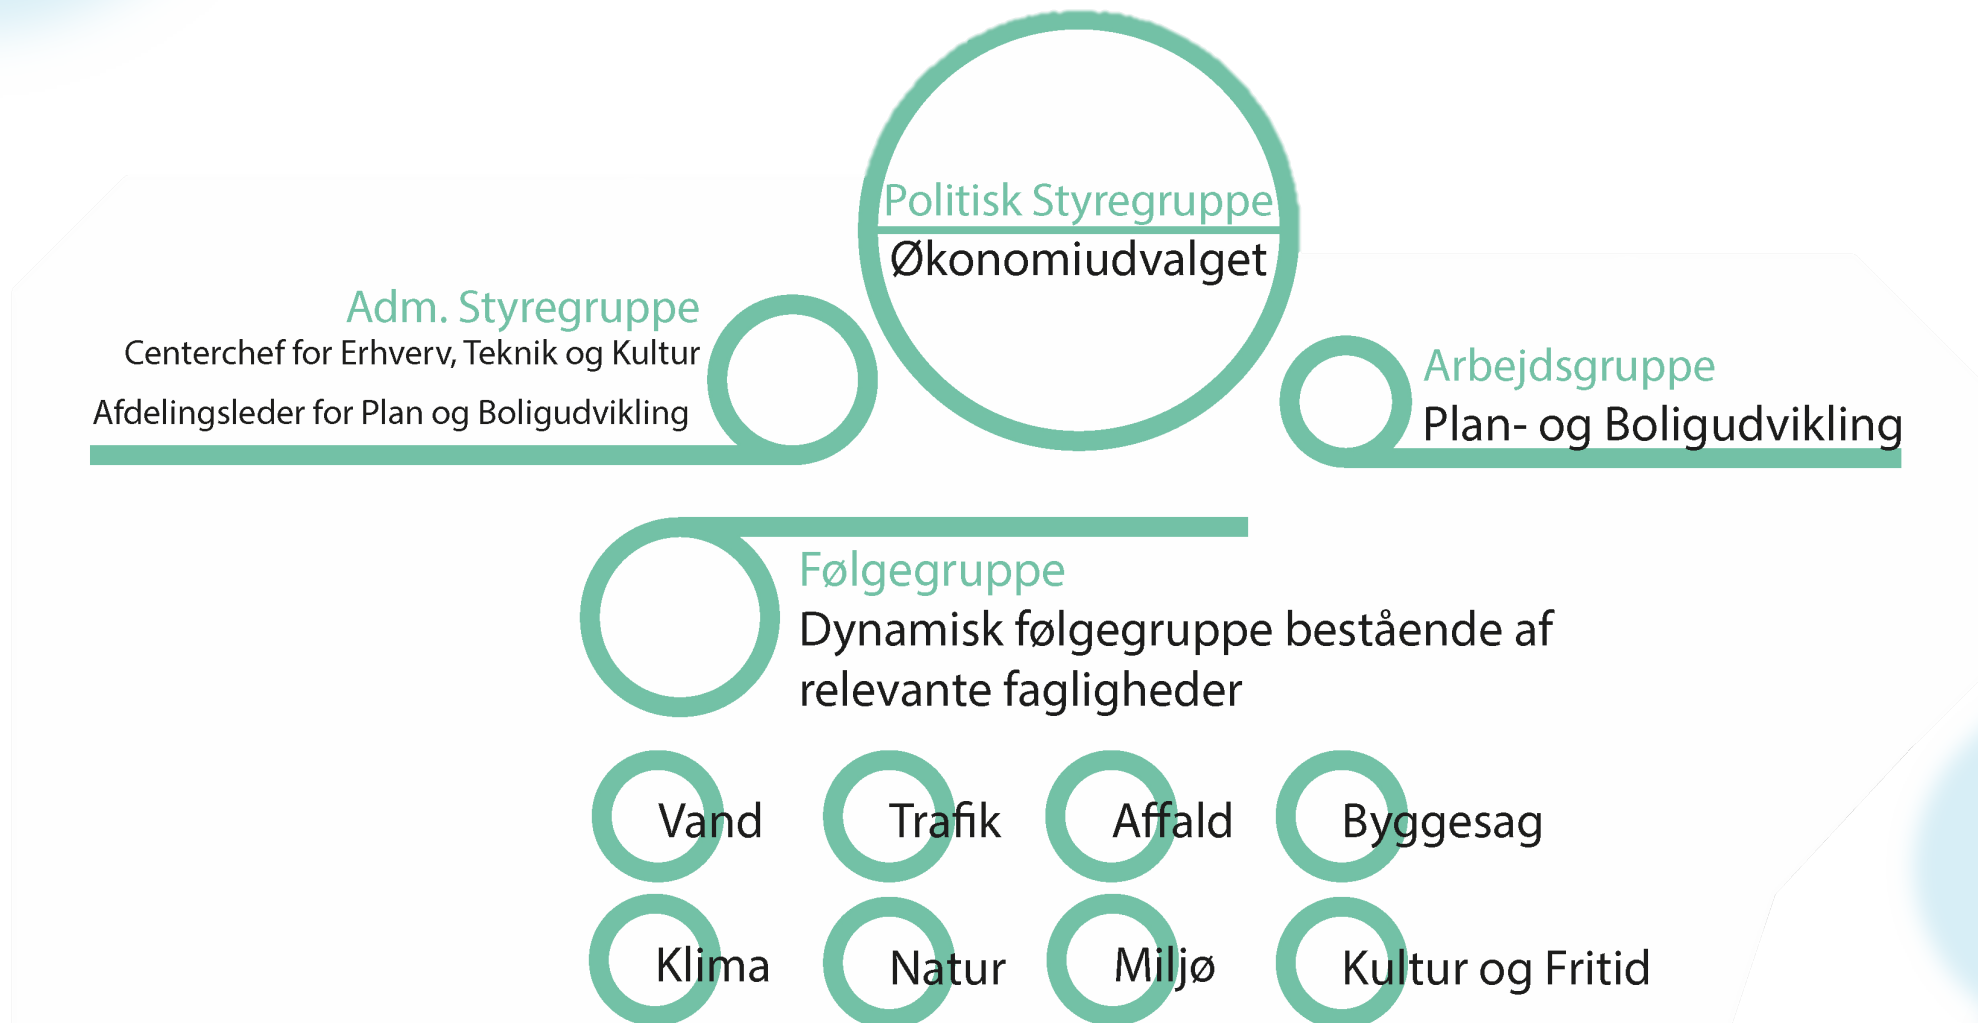 Politisk Styregruppe
Økonomiudvalget
Adm. Styregruppe
Centerchef for Erhverv, Teknik og Kultur
Afdelingsleder for Plan og Boligudvikling
Arbejdsgruppe
Plan- og Boligudvikling
Følgegruppe
Dynamisk følgegruppe bestående af
relevante fagligheder
Vand
Trafik
Affald
Byggesag
Klima
Natur
Miljø
Kultur og Fritid